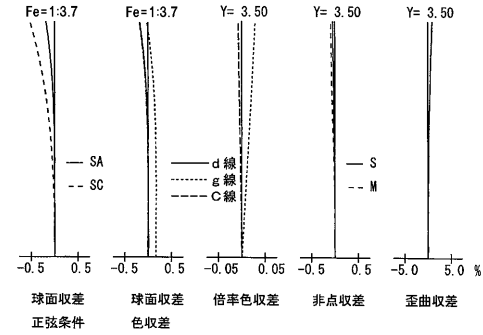 Fe=1:3.7 Fe=1:3.7 Y= 3.50 Y= 3.50 Y= 3.50
SA
SC
d 線
g 線
C 線
S
M
-0.5 0.5 -0.5 0.5 -0.05 0.05 -0.5 0.5 -5.0 5.0 %
球面収差 球面収差 倍率色収差 非点収差 歪曲収差
正弦条件 色収差